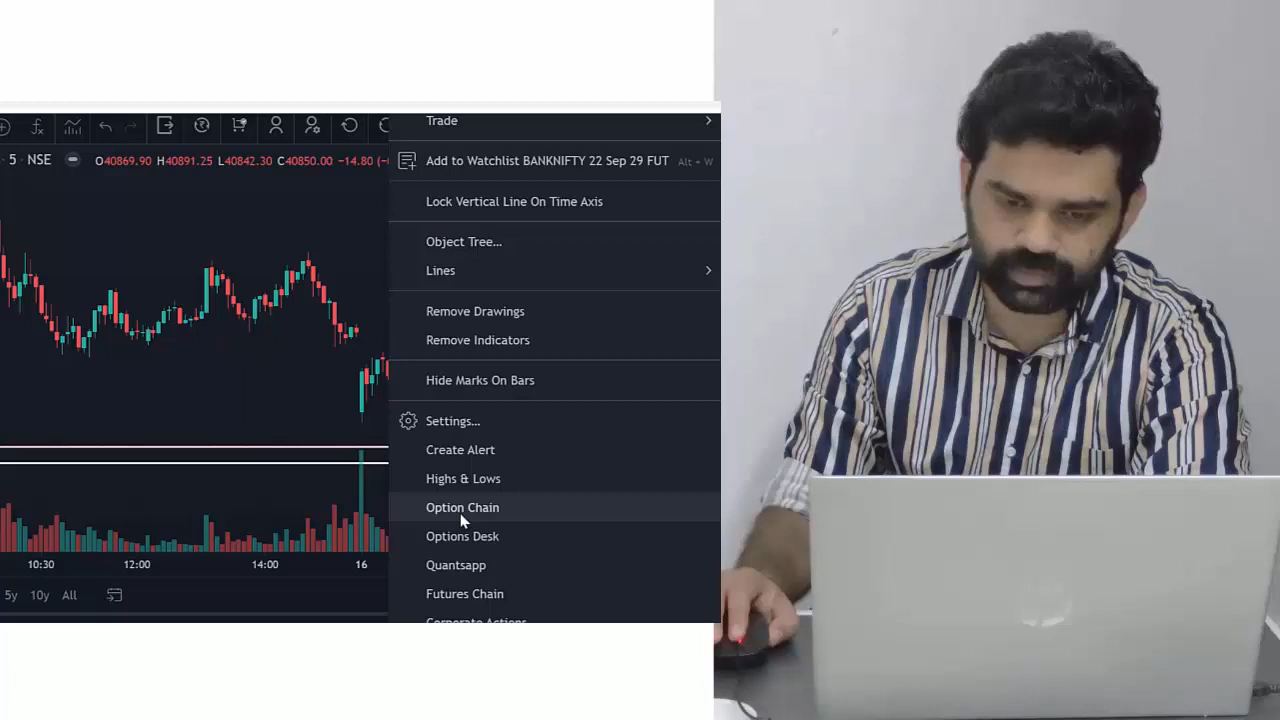 5 · NSE O40869.90 H40891.25 L40842.30 C40850.00 −14.80
Trade
Add to Watchlist BANKNIFTY 22 Sep 29 FUT Alt + W
Lock Vertical Line On Time Axis
Object Tree...
Lines
Remove Drawings
Remove Indicators
Hide Marks On Bars
Settings...
Create Alert
Highs & Lows
Option Chain
Options Desk
Quantsapp
Futures Chain
Corporate Actions
10:30 12:00 14:00 16
5y 10y All